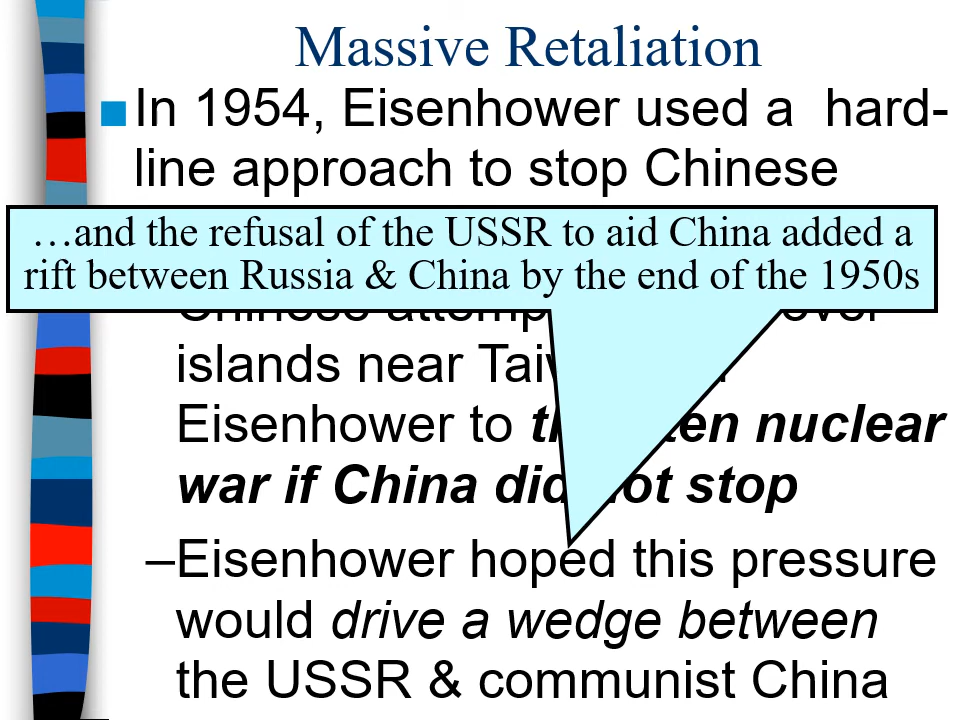 Massive Retaliation
■In 1954, Eisenhower used a hard-
line approach to stop Chinese
…and the refusal of the USSR to aid China added a
rift between Russia & China by the end of the 1950s
Chinese
islands near
Eisenhower to nuclear
war if China did not stop
–Eisenhower hoped this pressure
would drive a wedge between
the USSR & communist China